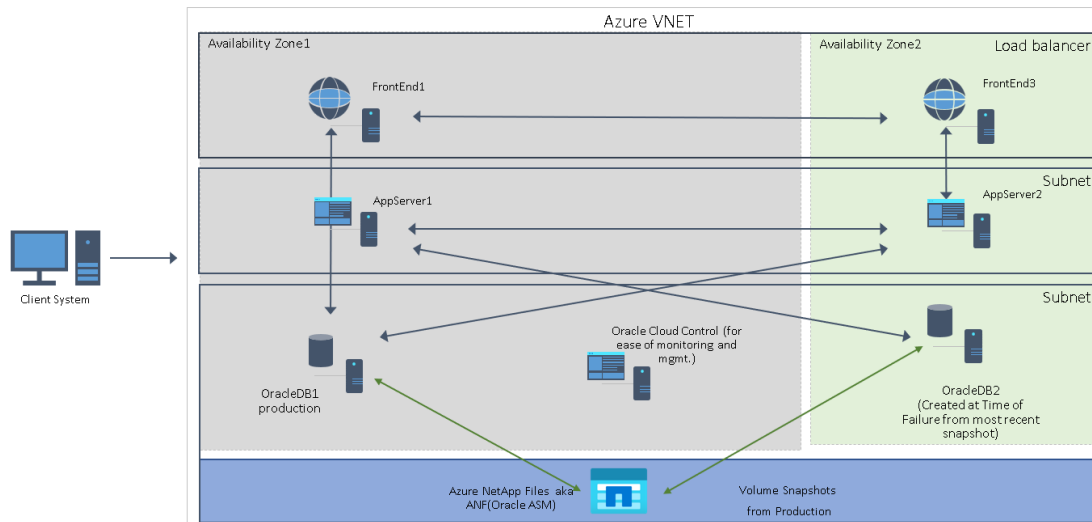 Azure VNET
Availability Zone1
Availability Zone2
Load balancer
FrontEnd1
FrontEnd3
Subnet
AppServer1
AppServer2
Client System
Subnet
Oracle Cloud Control (for
ease of monitoring and
mgmt.)
OracleDB1
production
OracleDB2
(Created at Time of
Failure from most recent
snapshot)
Azure NetApp Files aka
ANF(Oracle ASM)
Volume Snapshots
from Production